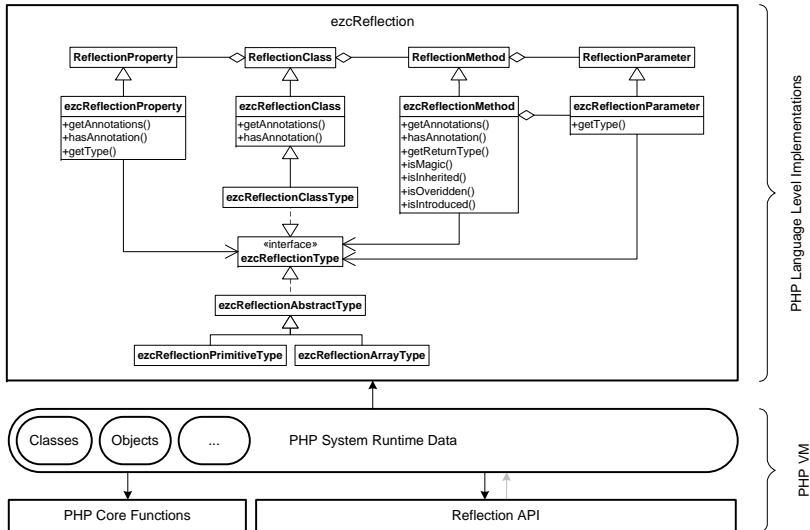 ezcReflection
ReflectionProperty
ReflectionClass
ReflectionMethod
ReflectionParameter
ezcReflectionProperty
+getAnnotations()
+hasAnnotation()
+getType()
ezcReflectionClass
+getAnnotations()
+hasAnnotation()
ezcReflectionMethod
+getAnnotations()
+hasAnnotation()
+getReturnType()
+isMagic()
+isInherited()
+isOveridden()
+isIntroduced()
ezcReflectionParameter
+getType()
ezcReflectionClassType
«interface»
ezcReflectionType
ezcReflectionAbstractType
ezcReflectionPrimitiveType
ezcReflectionArrayType
PHP Language Level Implementations
Classes
Objects
...
PHP System Runtime Data
PHP Core Functions
Reflection API
PHP VM